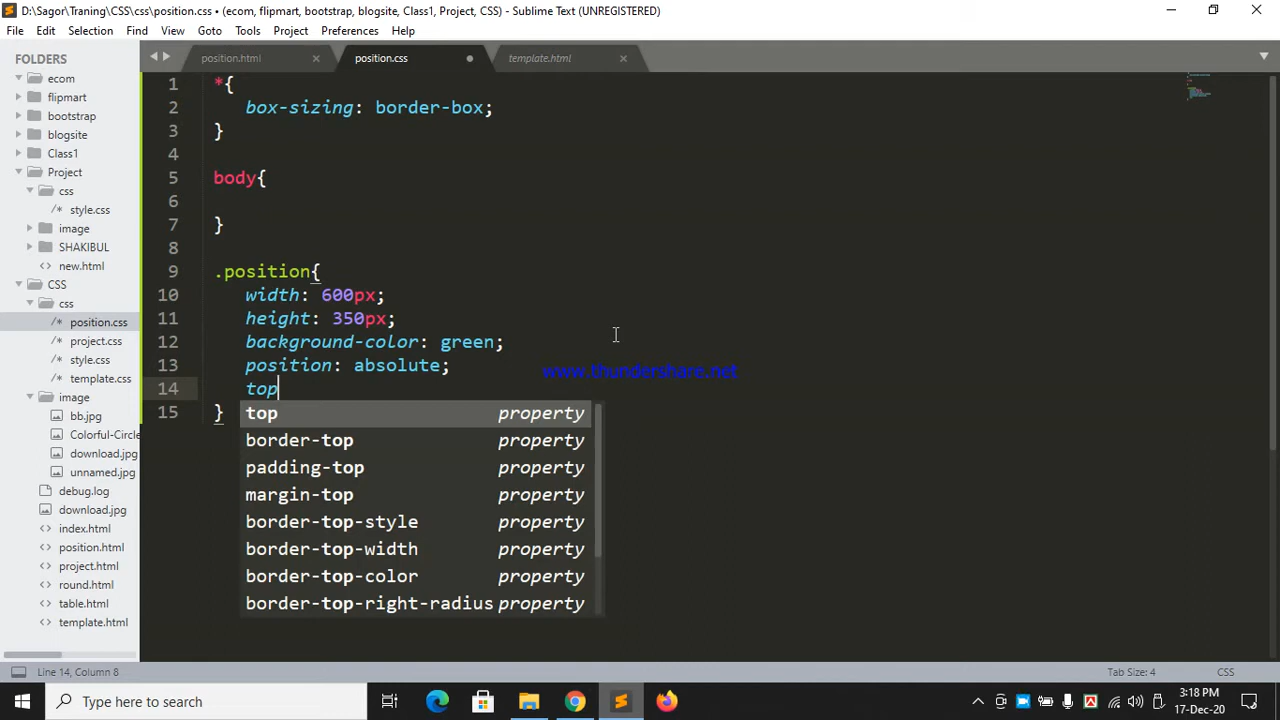 D:\Sagor\Traning\CSS\css\position.css • (ecom, flipmart, bootstrap, blogsite, Class1, Project, CSS) - Sublime Text (UNREGISTERED)
File Edit Selection Find View Goto Tools Project Preferences Help
FOLDERS
ecom
flipmart
bootstrap
blogsite
Class1
Project
css
/* style.css
image
SHAKIBUL
<> new.html
CSS
css
/* position.css
/* project.css
/* style.css
/* template.css
image
bb.jpg
Colorful-Circle
download.jpg
unnamed.jpg
debug.log
download.jpg
<> index.html
<> position.html
<> project.html
<> round.html
<> table.html
<> template.html
position.html × position.css template.html ×
1 *{
2 box-sizing: border-box;
3 }
4
5 body{
6
7 }
8
9 .position{
10 width: 600px;
11 height: 350px;
12 background-color: green;
13 position: absolute;
14 top
15 }
www.thundershare.net
top property
border-top property
padding-top property
margin-top property
border-top-style property
border-top-width property
border-top-color property
border-top-right-radius property
Line 14, Column 8
Tab Size: 4
CSS
Type here to search
3:18 PM
17-Dec-20